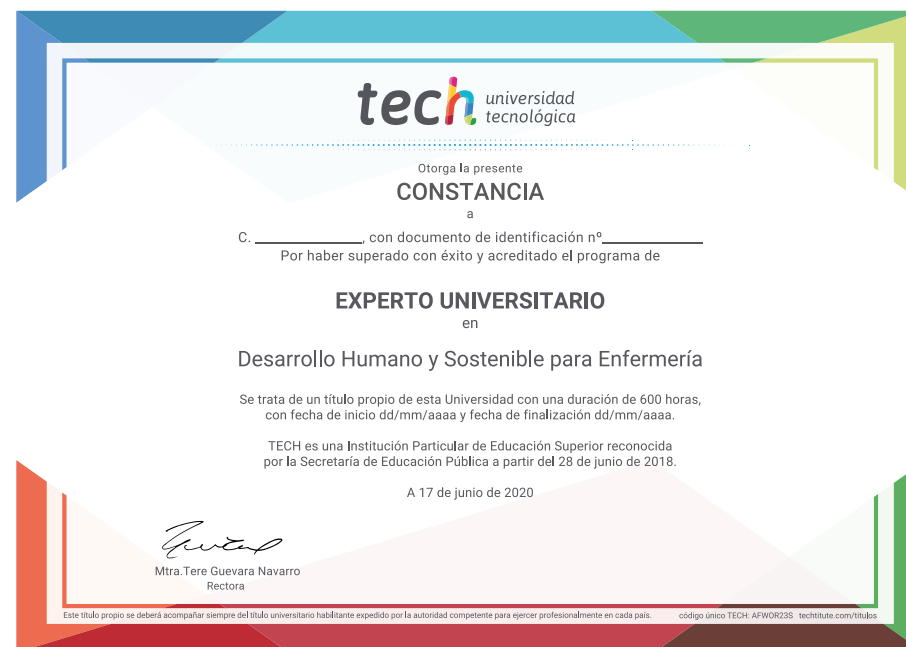 tech universidad
tecnológica
Otorga la presente
CONSTANCIA
a
C. ____________, con documento de identificación nº____________
Por haber superado con éxito y acreditado el programa de
EXPERTO UNIVERSITARIO
en
Desarrollo Humano y Sostenible para Enfermería
Se trata de un título propio de esta Universidad con una duración de 600 horas,
con fecha de inicio dd/mm/aaaa y fecha de finalización dd/mm/aaaa.
TECH es una Institución Particular de Educación Superior reconocida
por la Secretaría de Educación Pública a partir del 28 de junio de 2018.
A 17 de junio de 2020
Mtra.Tere Guevara Navarro
Rectora
Este título propio se deberá acompañar siempre del título universitario habilitante expedido por la autoridad competente para ejercer profesionalmente en cada país. código único TECH: AFWOR23S techtitute.com/titulos